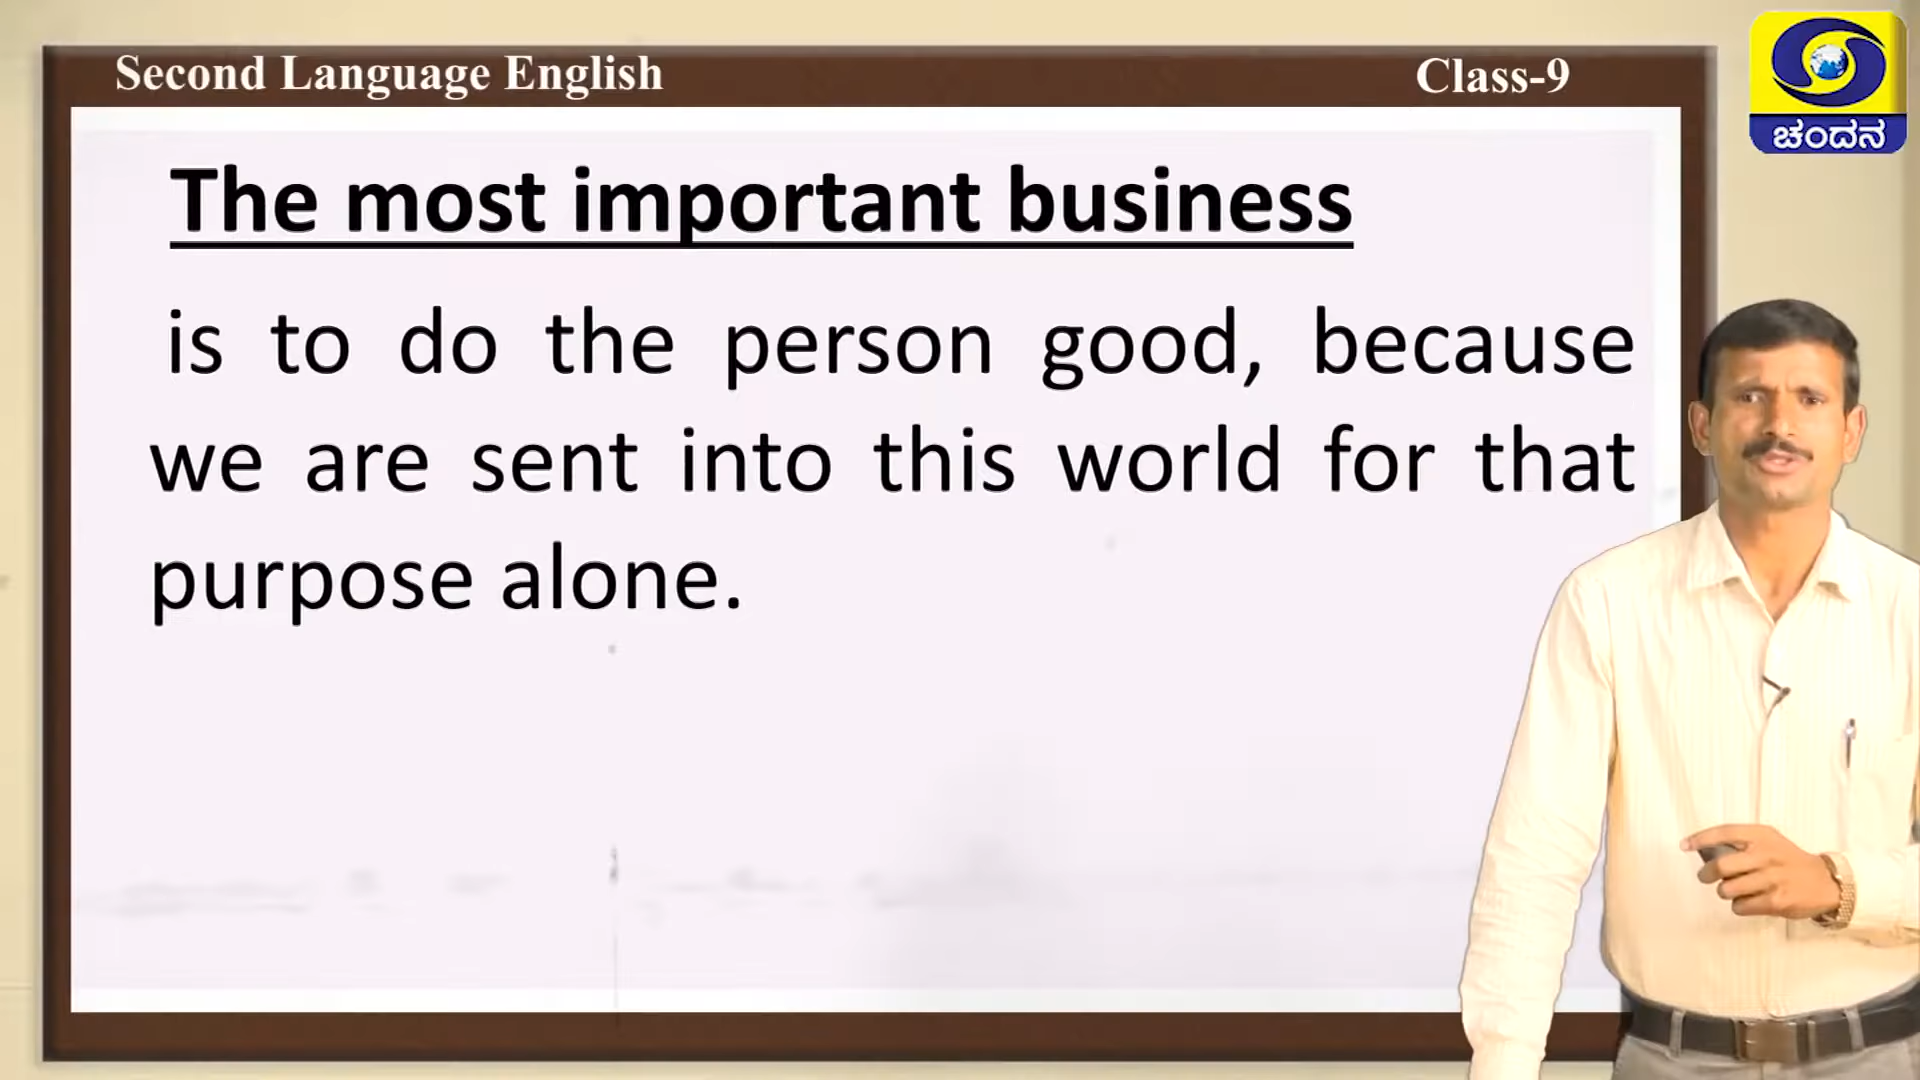 Second Language English
Class-9
ಚಂದನ
The most important business
is to do the person good, because
we are sent into this world for that
purpose alone.